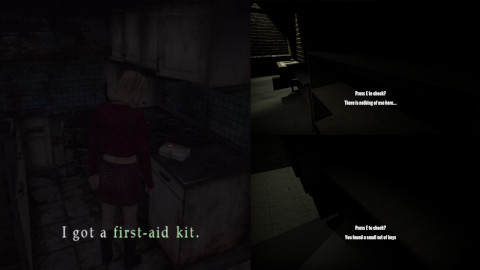 I got a first-aid kit.
Press E to check?
There is nothing of use here...
Press E to check?
You found a small set of keys